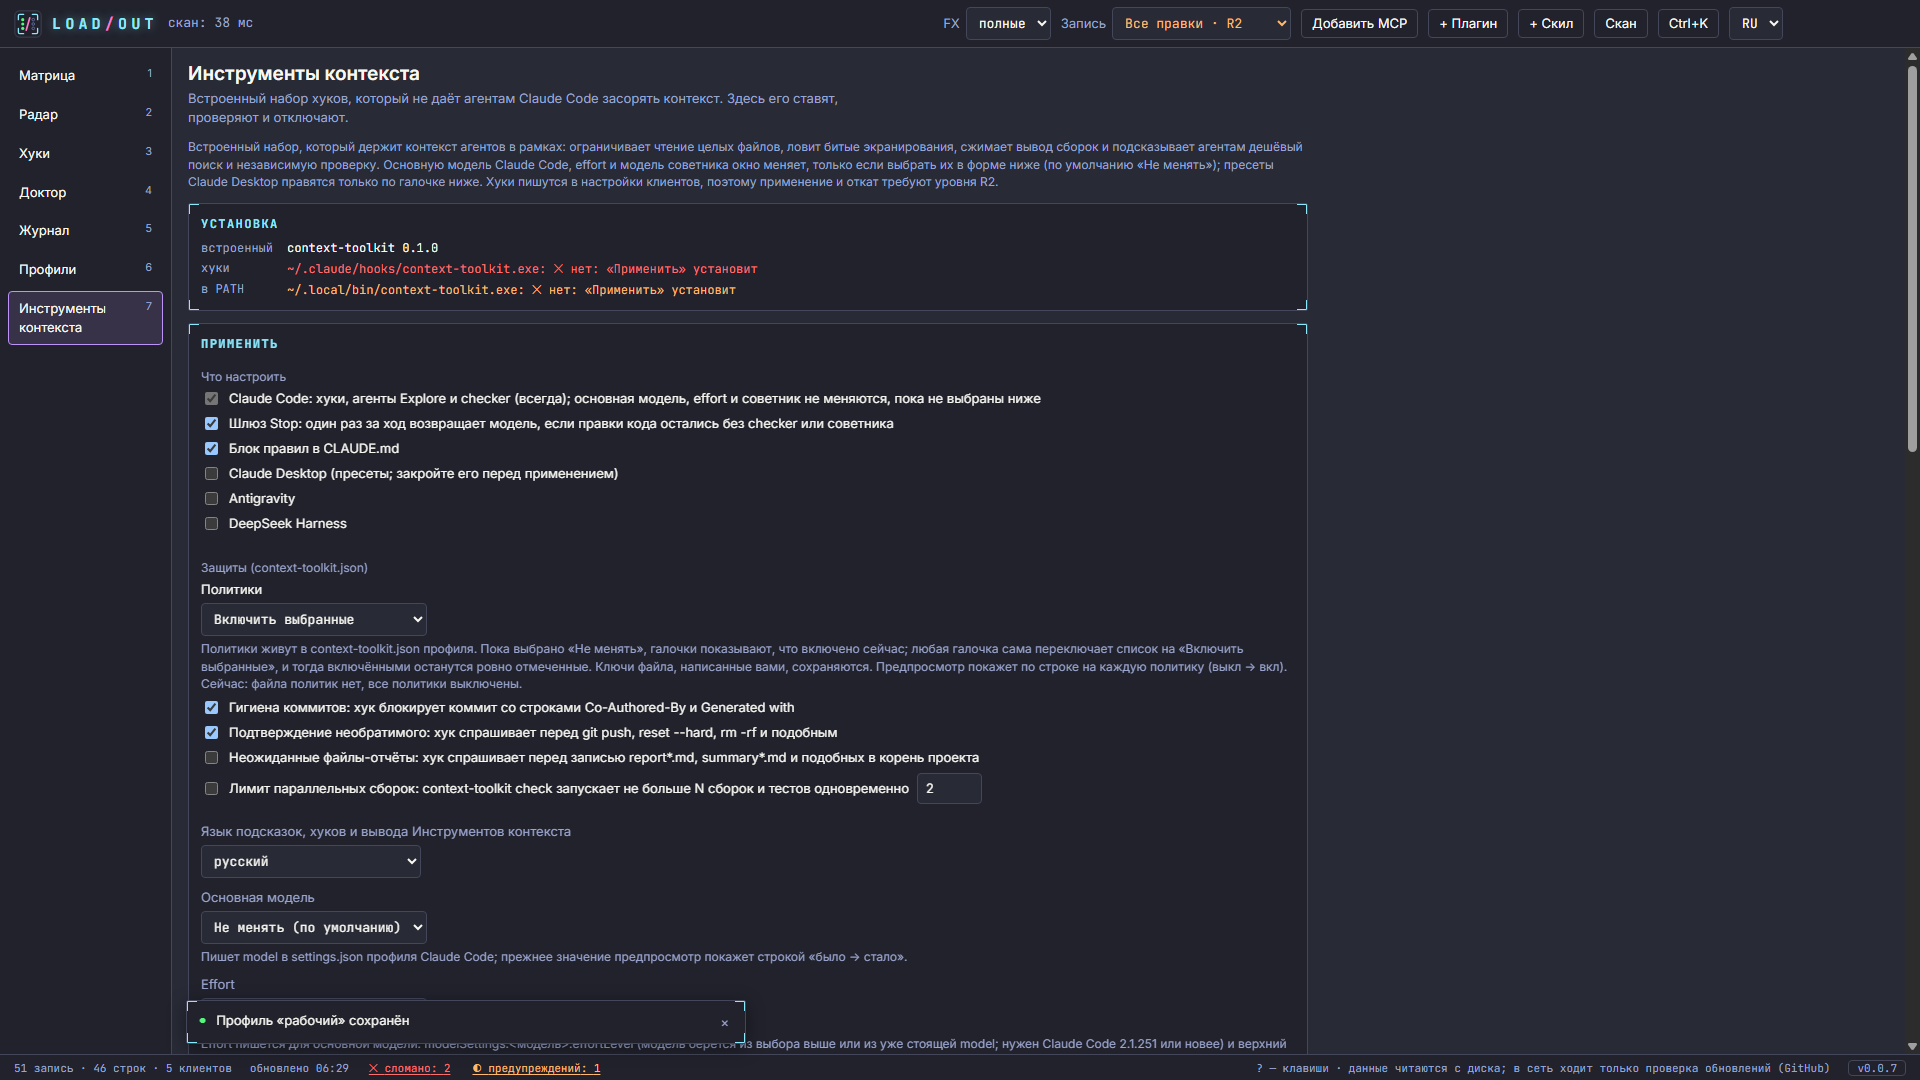 LOAD/OUT скан: 38 мс
FX полные Запись Все правки · R2 Добавить MCP + Плагин + Скил Скан Ctrl+K RU
Матрица 1
Радар 2
Хуки 3
Доктор 4
Журнал 5
Профили 6
Инструменты контекста 7
Инструменты контекста
Встроенный набор хуков, который не даёт агентам Claude Code засорять контекст. Здесь его ставят,
проверяют и отключают.
Встроенный набор, который держит контекст агентов в рамках: ограничивает чтение целых файлов, ловит битые экранирования, сжимает вывод сборок и подсказывает агентам дешёвый
поиск и независимую проверку. Основную модель Claude Code, effort и модель советника окно меняет, только если выбрать их в форме ниже (по умолчанию «Не менять»); пресеты
Claude Desktop правятся только по галочке ниже. Хуки пишутся в настройки клиентов, поэтому применение и откат требуют уровня R2.
УСТАНОВКА
встроенный context-toolkit 0.1.0
хуки ~/.claude/hooks/context-toolkit.exe: ✕ нет: «Применить» установит
в PATH ~/.local/bin/context-toolkit.exe: ✕ нет: «Применить» установит
ПРИМЕНИТЬ
Что настроить
Claude Code: хуки, агенты Explore и checker (всегда); основная модель, effort и советник не меняются, пока не выбраны ниже
Шлюз Stop: один раз за ход возвращает модель, если правки кода остались без checker или советника
Блок правил в CLAUDE.md
Claude Desktop (пресеты; закройте его перед применением)
Antigravity
DeepSeek Harness
Защиты (context-toolkit.json)
Политики
Включить выбранные
Политики живут в context-toolkit.json профиля. Пока выбрано «Не менять», галочки показывают, что включено сейчас; любая галочка сама переключает список на «Включить
выбранные», и тогда включёнными останутся ровно отмеченные. Ключи файла, написанные вами, сохраняются. Предпросмотр покажет по строке на каждую политику (выкл → вкл).
Сейчас: файла политик нет, все политики выключены.
Гигиена коммитов: хук блокирует коммит со строками Co-Authored-By и Generated with
Подтверждение необратимого: хук спрашивает перед git push, reset --hard, rm -rf и подобным
Неожиданные файлы-отчёты: хук спрашивает перед записью report*.md, summary*.md и подобных в корень проекта
Лимит параллельных сборок: context-toolkit check запускает не больше N сборок и тестов одновременно 2
Язык подсказок, хуков и вывода Инструментов контекста
русский
Основная модель
Не менять (по умолчанию)
Пишет model в settings.json профиля Claude Code; прежнее значение предпросмотр покажет строкой «было → стало».
Effort
Профиль «рабочий» сохранён ×
Effort пишется для основной модели: modelSettings.<модель>.effortLevel (модель берётся из выбора выше или из уже стоящей model; нужен Claude Code 2.1.251 или новее) и верхний
51 запись · 46 строк · 5 клиентов обновлено 06:29 ✕ сломано: 2 ◐ предупреждений: 1
? — клавиши · данные читаются с диска; в сеть ходит только проверка обновлений (GitHub) v0.0.7